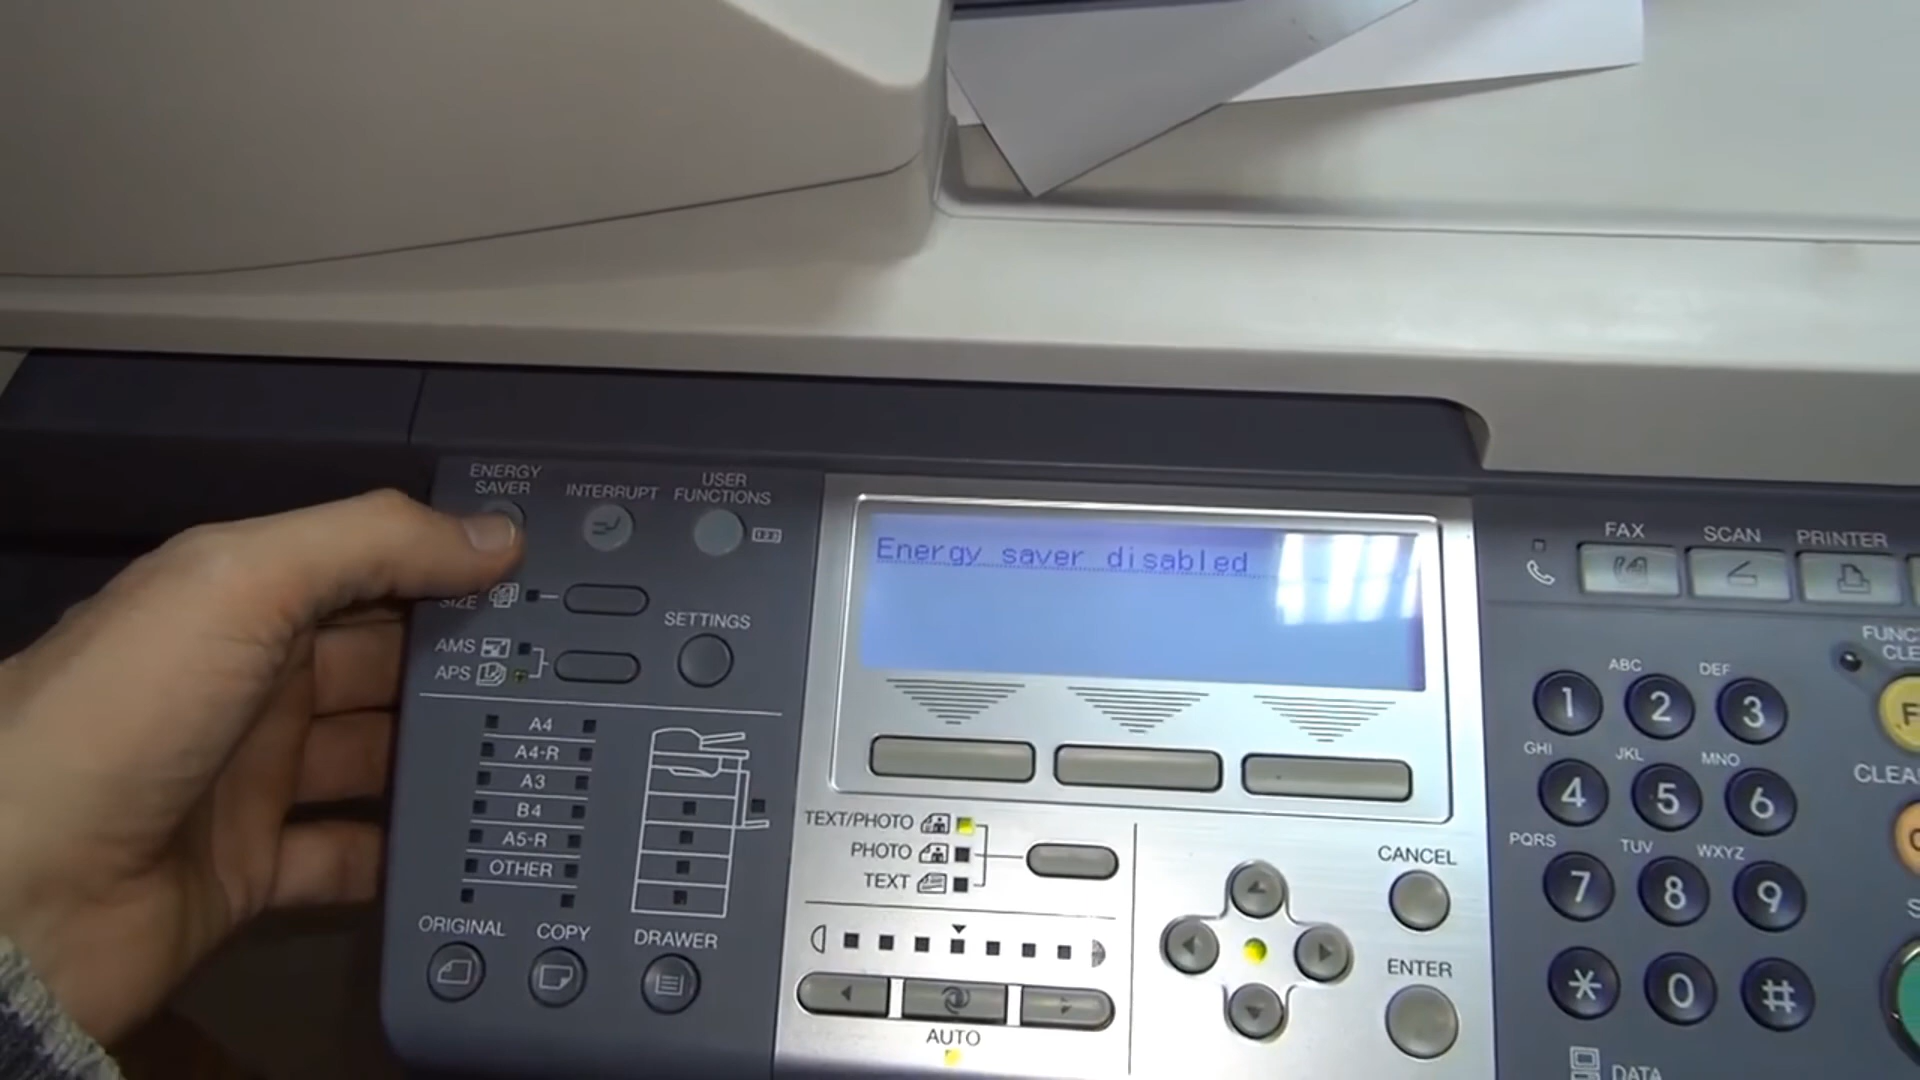 ENERGY
SAVER
INTERRUPT
USER
FUNCTIONS
123
Energy saver disabled
FAX
SCAN
PRINTER
SIZE
SETTINGS
AMS
APS
A4
A4-R
A3
B4
A5-R
OTHER
ORIGINAL
COPY
DRAWER
TEXT/PHOTO
PHOTO
TEXT
AUTO
CANCEL
ENTER
ABC
DEF
1
2
3
GHI
JKL
MNO
4
5
6
PQRS
TUV
WXYZ
7
8
9
*
0
#
DATA